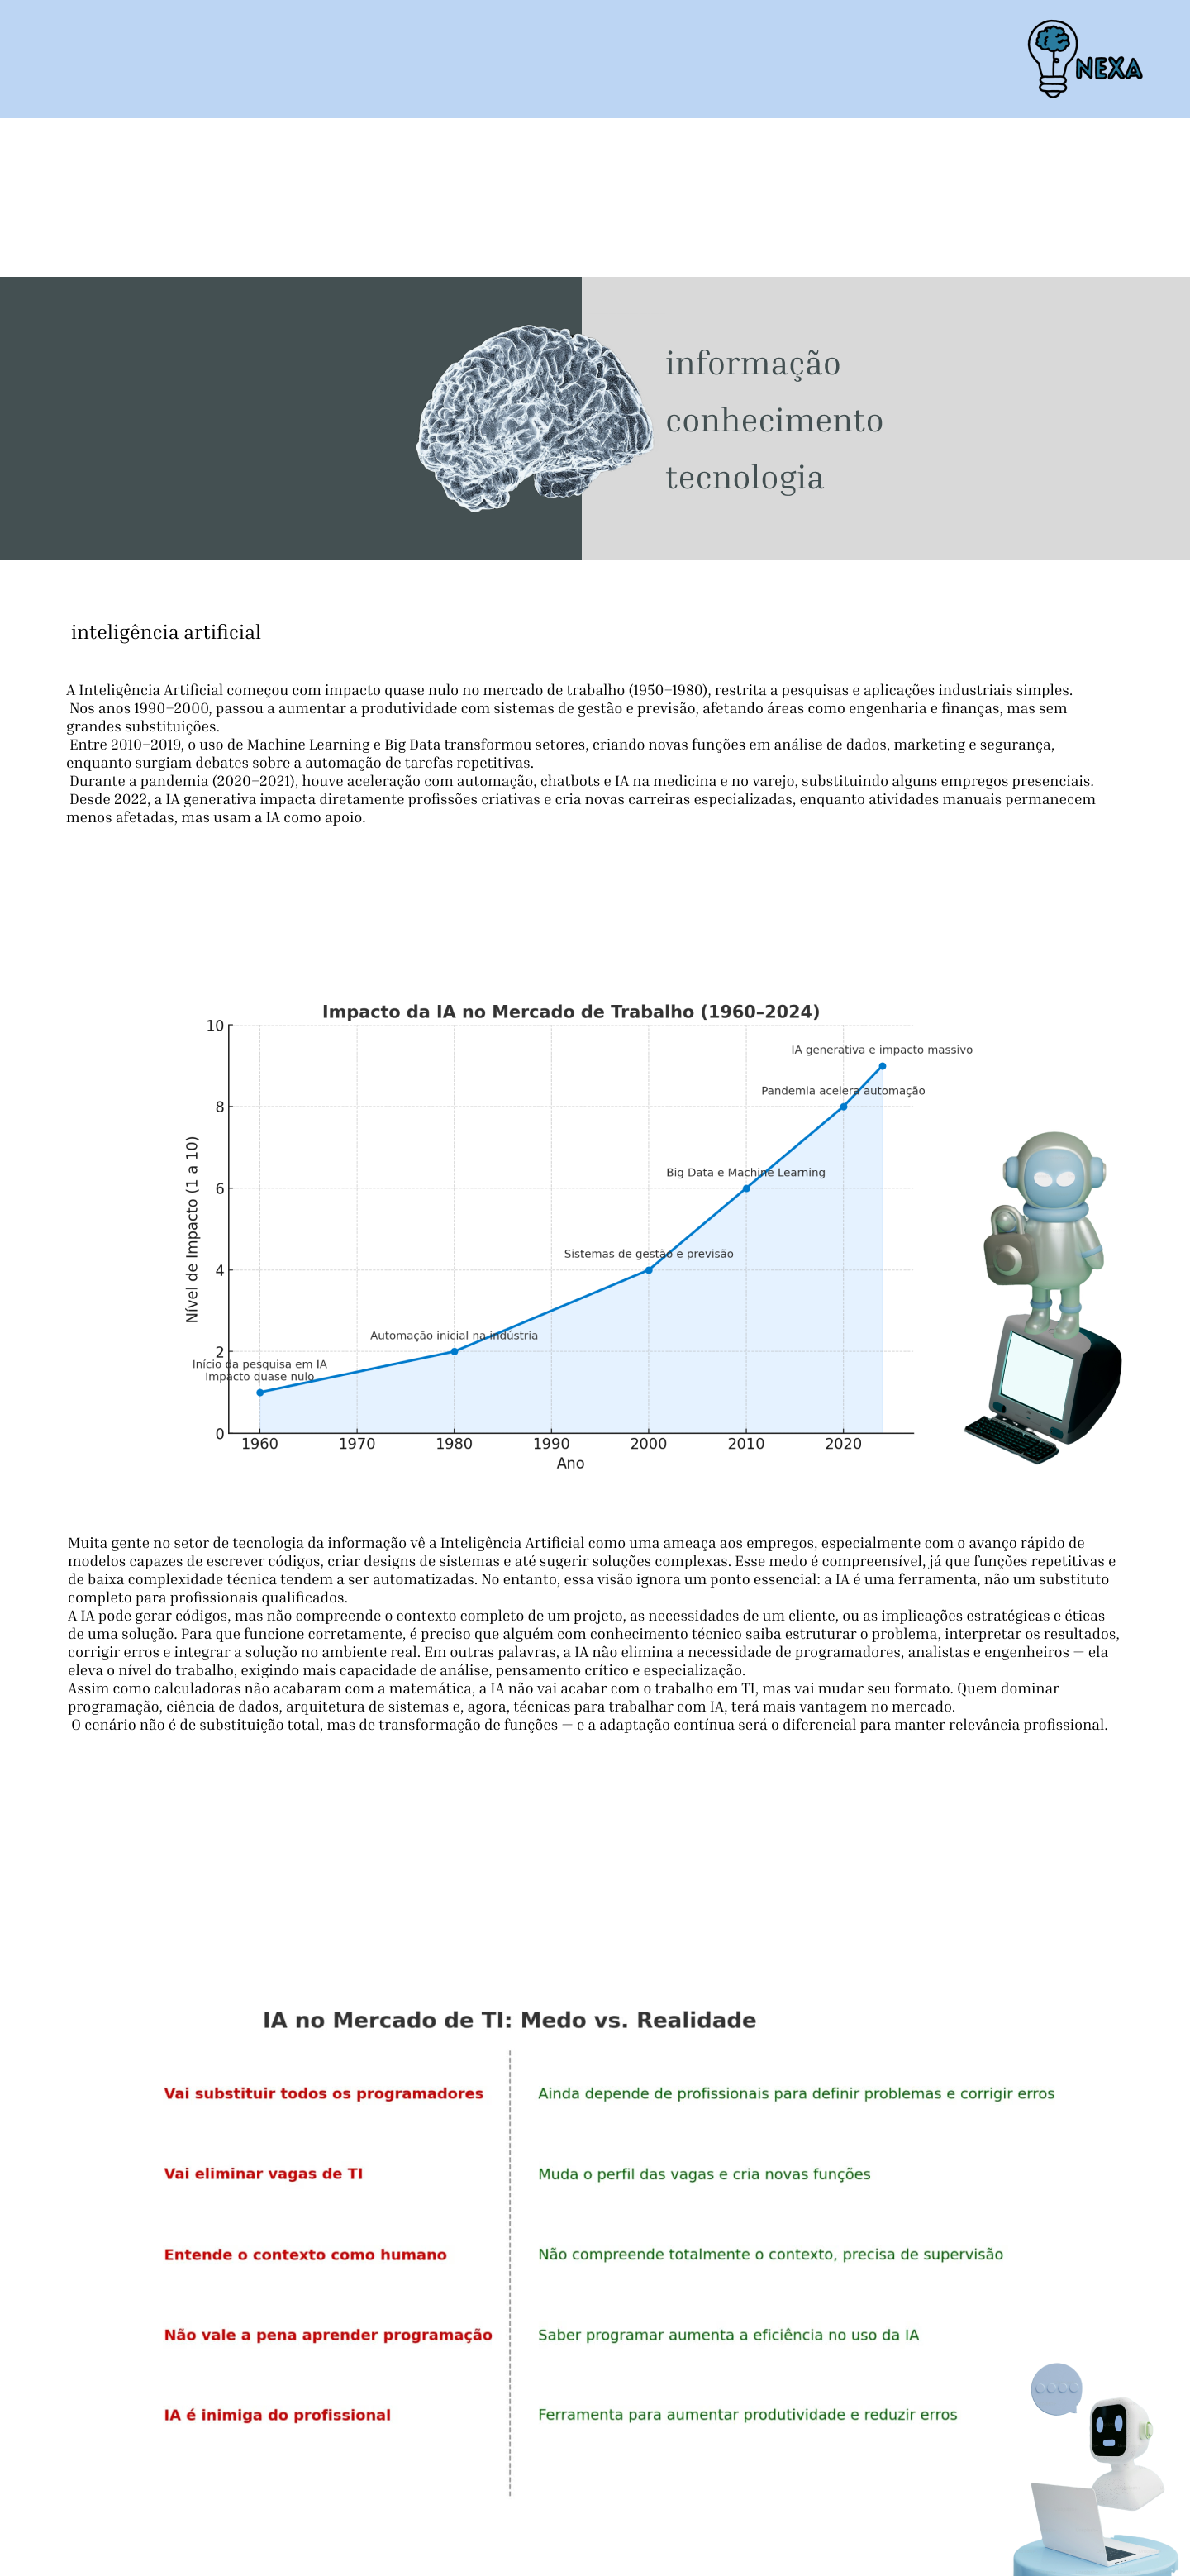 NEXA
informação
conhecimento
tecnologia
inteligência artificial
A Inteligência Artificial começou com impacto quase nulo no mercado de trabalho (1950–1980), restrita a pesquisas e aplicações industriais simples.
Nos anos 1990–2000, passou a aumentar a produtividade com sistemas de gestão e previsão, afetando áreas como engenharia e finanças, mas sem
grandes substituições.
Entre 2010–2019, o uso de Machine Learning e Big Data transformou setores, criando novas funções em análise de dados, marketing e segurança,
enquanto surgiam debates sobre a automação de tarefas repetitivas.
Durante a pandemia (2020–2021), houve aceleração com automação, chatbots e IA na medicina e no varejo, substituindo alguns empregos presenciais.
Desde 2022, a IA generativa impacta diretamente profissões criativas e cria novas carreiras especializadas, enquanto atividades manuais permanecem
menos afetadas, mas usam a IA como apoio.
Impacto da IA no Mercado de Trabalho (1960–2024)
10
IA generativa e impacto massivo
Pandemia acelera automação
8
Big Data e Machine Learning
6
Nível de Impacto (1 a 10)
Sistemas de gestão e previsão
4
Automação inicial na indústria
2
Início da pesquisa em IA
Impacto quase nulo
0
1960 1970 1980 1990 2000 2010 2020
Ano
Muita gente no setor de tecnologia da informação vê a Inteligência Artificial como uma ameaça aos empregos, especialmente com o avanço rápido de
modelos capazes de escrever códigos, criar designs de sistemas e até sugerir soluções complexas. Esse medo é compreensível, já que funções repetitivas e
de baixa complexidade técnica tendem a ser automatizadas. No entanto, essa visão ignora um ponto essencial: a IA é uma ferramenta, não um substituto
completo para profissionais qualificados.
A IA pode gerar códigos, mas não compreende o contexto completo de um projeto, as necessidades de um cliente, ou as implicações estratégicas e éticas
de uma solução. Para que funcione corretamente, é preciso que alguém com conhecimento técnico saiba estruturar o problema, interpretar os resultados,
corrigir erros e integrar a solução no ambiente real. Em outras palavras, a IA não elimina a necessidade de programadores, analistas e engenheiros — ela
eleva o nível do trabalho, exigindo mais capacidade de análise, pensamento crítico e especialização.
Assim como calculadoras não acabaram com a matemática, a IA não vai acabar com o trabalho em TI, mas vai mudar seu formato. Quem dominar
programação, ciência de dados, arquitetura de sistemas e, agora, técnicas para trabalhar com IA, terá mais vantagem no mercado.
O cenário não é de substituição total, mas de transformação de funções — e a adaptação contínua será o diferencial para manter relevância profissional.
IA no Mercado de TI: Medo vs. Realidade
Vai substituir todos os programadores
Ainda depende de profissionais para definir problemas e corrigir erros
Vai eliminar vagas de TI
Muda o perfil das vagas e cria novas funções
Entende o contexto como humano
Não compreende totalmente o contexto, precisa de supervisão
Não vale a pena aprender programação
Saber programar aumenta a eficiência no uso da IA
IA é inimiga do profissional
Ferramenta para aumentar produtividade e reduzir erros